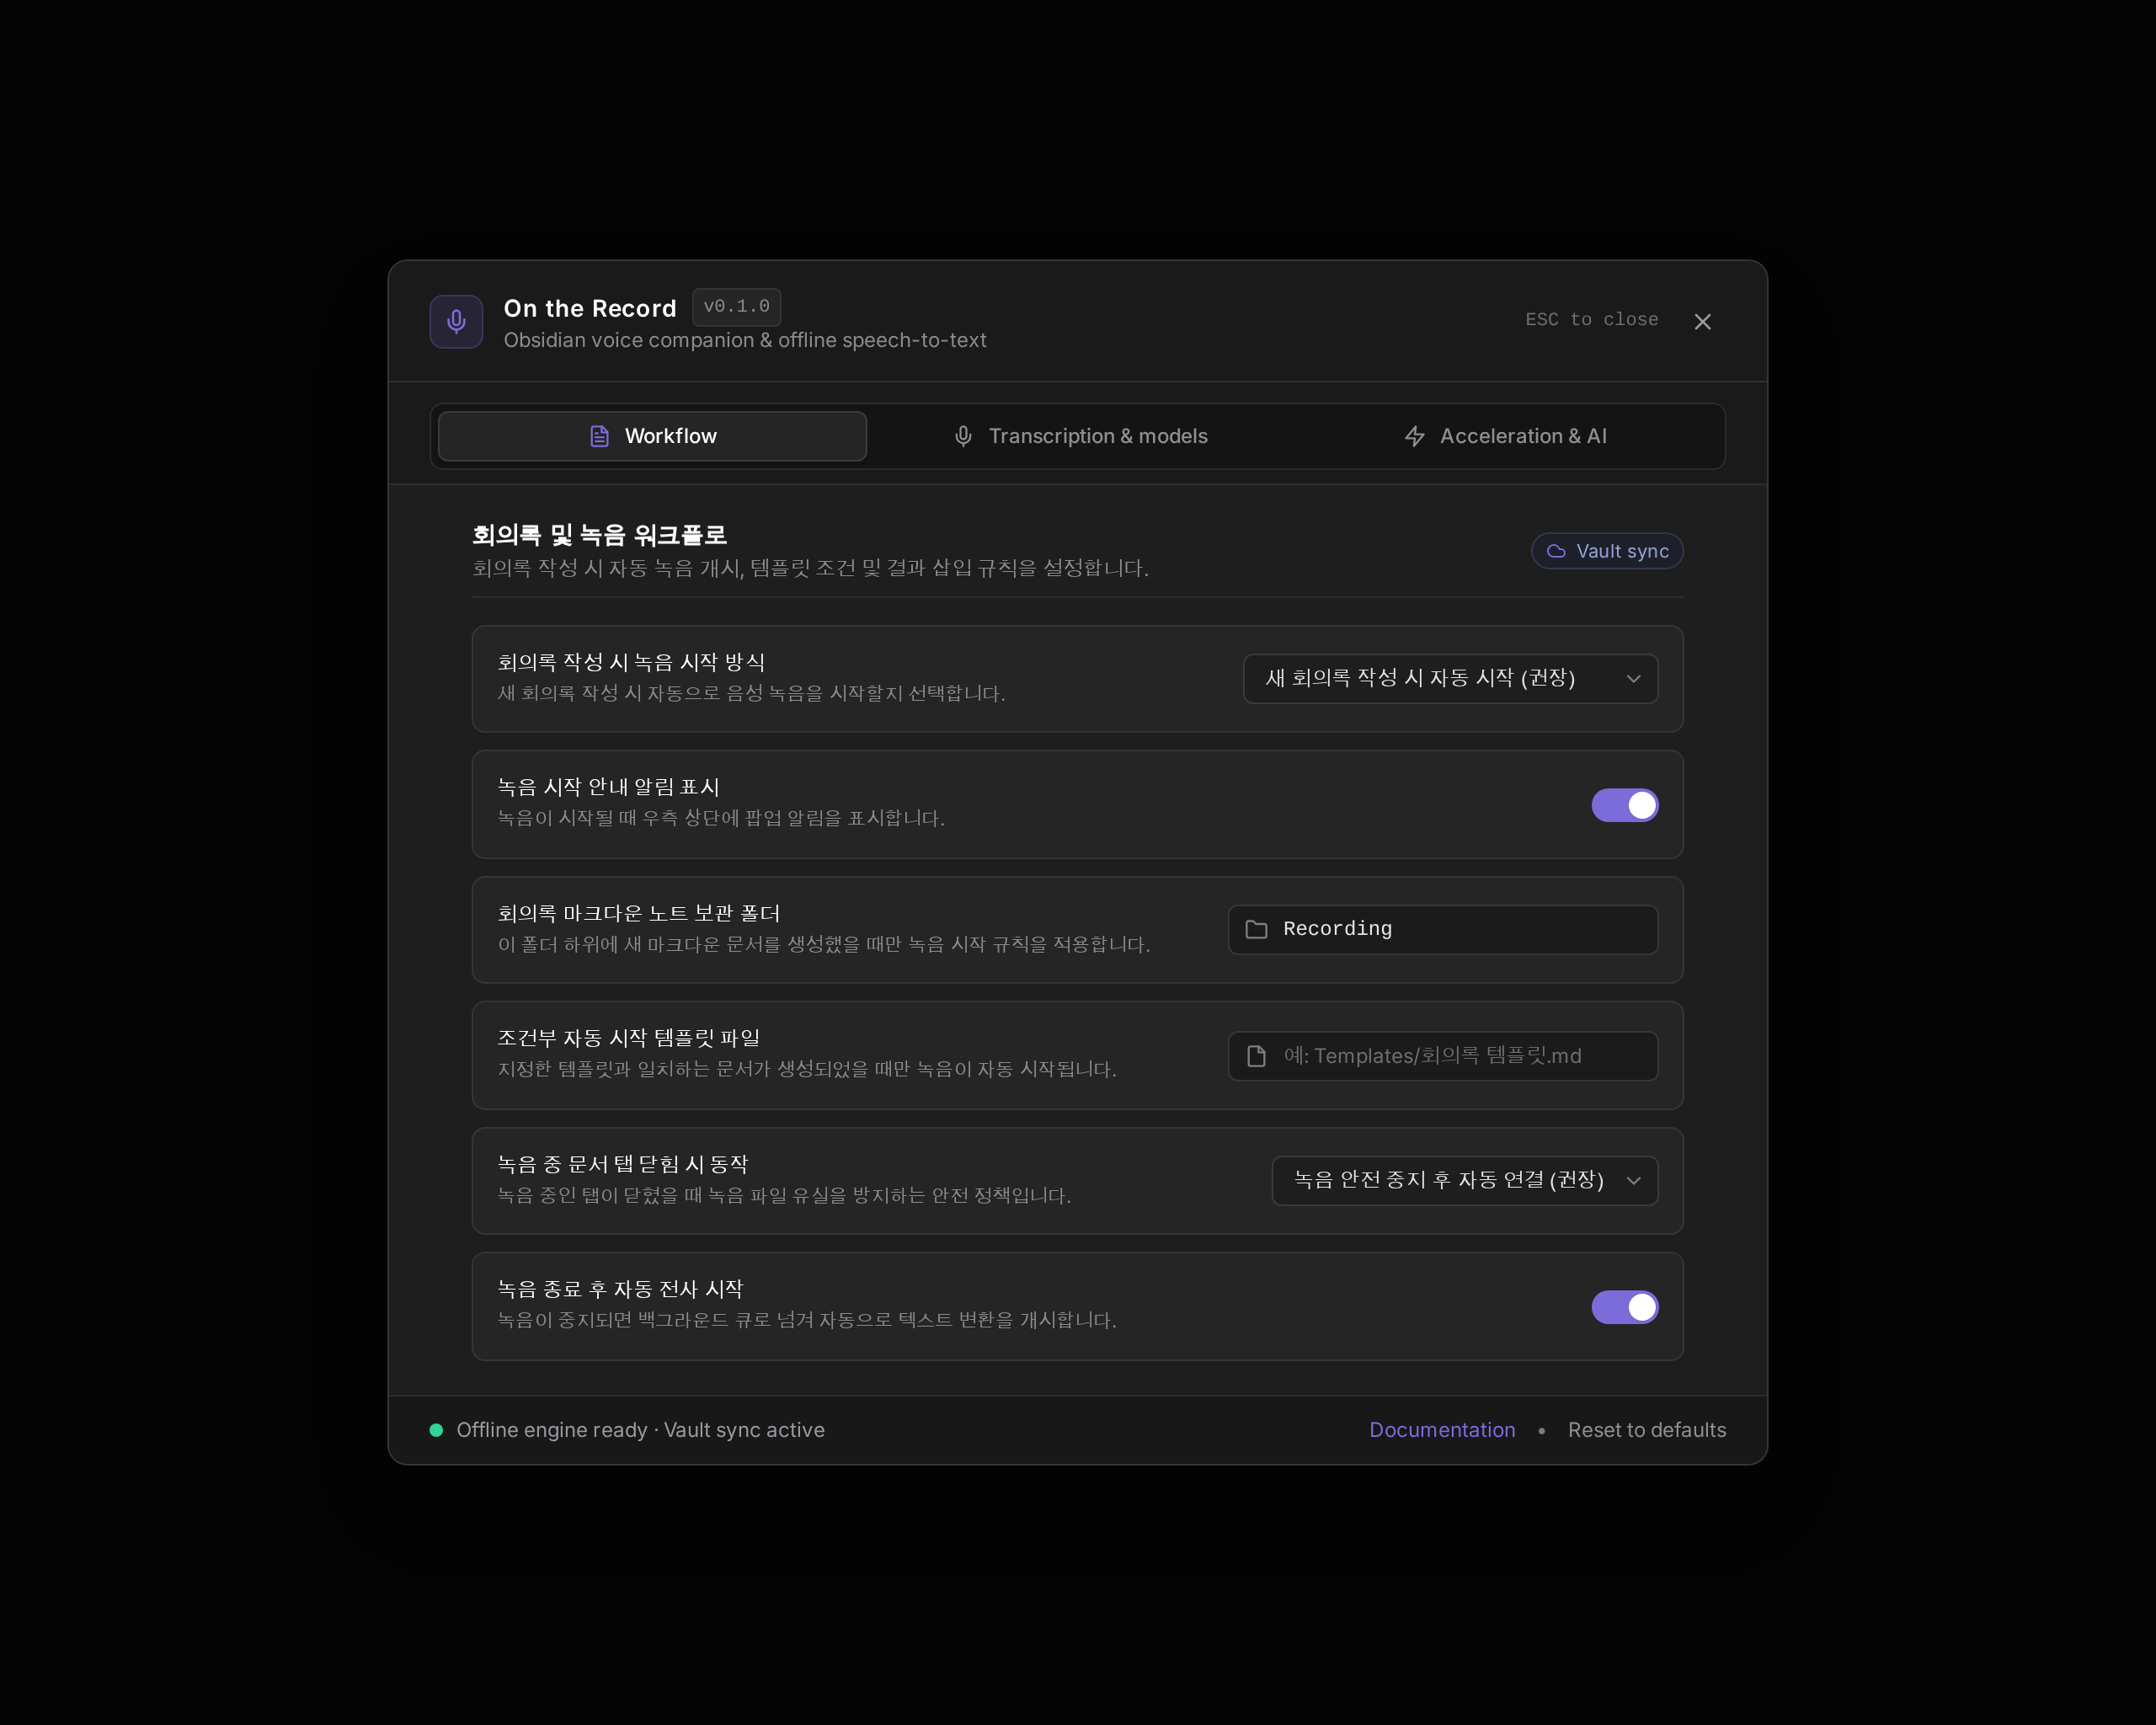 On the Record v0.1.0
Obsidian voice companion & offline speech-to-text
ESC to close
Workflow
Transcription & models
Acceleration & AI
회의록 및 녹음 워크플로
회의록 작성 시 자동 녹음 개시, 템플릿 조건 및 결과 삽입 규칙을 설정합니다.
Vault sync
회의록 작성 시 녹음 시작 방식
새 회의록 작성 시 자동으로 음성 녹음을 시작할지 선택합니다.
새 회의록 작성 시 자동 시작 (권장)
녹음 시작 안내 알림 표시
녹음이 시작될 때 우측 상단에 팝업 알림을 표시합니다.
회의록 마크다운 노트 보관 폴더
이 폴더 하위에 새 마크다운 문서를 생성했을 때만 녹음 시작 규칙을 적용합니다.
Recording
조건부 자동 시작 템플릿 파일
지정한 템플릿과 일치하는 문서가 생성되었을 때만 녹음이 자동 시작됩니다.
예: Templates/회의록 템플릿.md
녹음 중 문서 탭 닫힘 시 동작
녹음 중인 탭이 닫혔을 때 녹음 파일 유실을 방지하는 안전 정책입니다.
녹음 안전 중지 후 자동 연결 (권장)
녹음 종료 후 자동 전사 시작
녹음이 중지되면 백그라운드 큐로 넘겨 자동으로 텍스트 변환을 개시합니다.
Offline engine ready · Vault sync active
Documentation • Reset to defaults